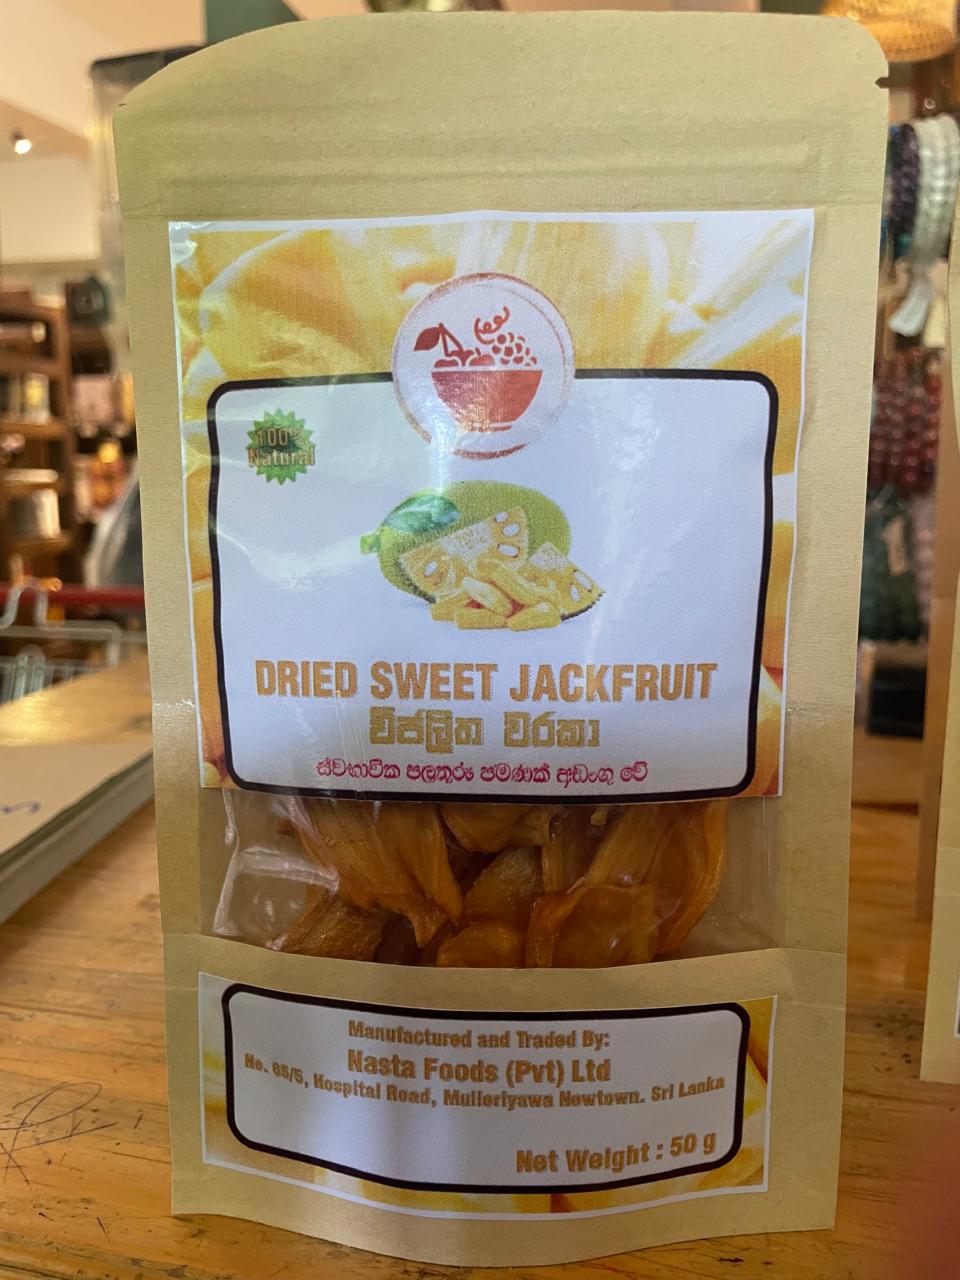 100%
Natural
DRIED SWEET JACKFRUIT
විජලිත වරකා
ස්වභාවික පලතුරු පමණක් අඩංගු වේ
Manufactured and Traded By:
Nasta Foods (Pvt) Ltd
No. 65/5, Hospital Road, Mulleriyawa Newtown. Sri Lanka
Net Weight : 50 g